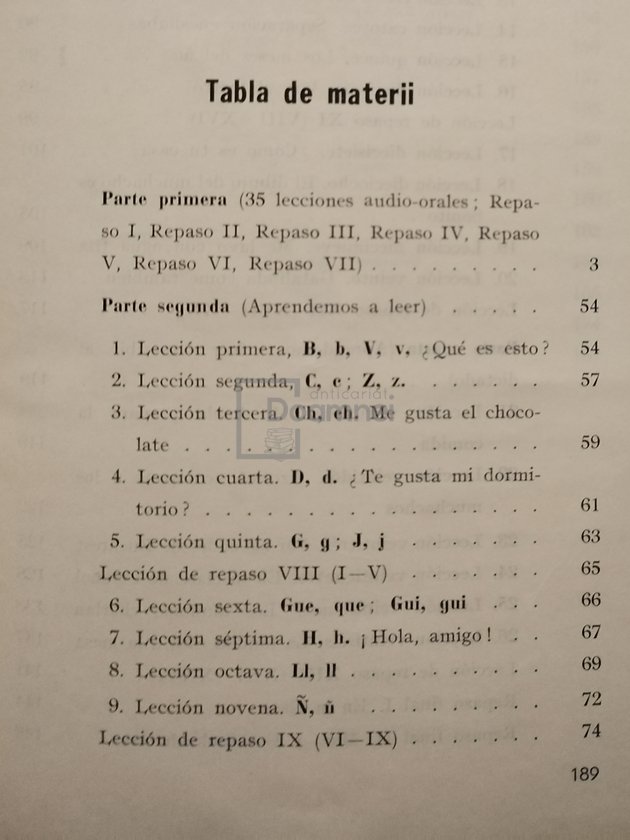 Tabla de materii
Parte primera (35 lecciones audio-orales; Repa-
so I, Repaso II, Repaso III, Repaso IV, Repaso
V, Repaso VI, Repaso VII) . . . . . . . . . 3
Parte segunda (Aprendemos a leer) . . . . . 54
1. Lección primera, B, b, V, v, ¿Qué es esto? 54
2. Lección segunda, C, c; Z, z. . . . . . . 57
3. Lección tercera. Ch, ch. Me gusta el choco-
late . . . . . . . . . . . . . . . . . . 59
4. Lección cuarta. D, d. ¿Te gusta mi dormi-
torio? . . . . . . . . . . . . . . . . . 61
5. Lección quinta. G, g; J, j . . . . . . . 63
Lección de repaso VIII (I—V) . . . . . . . 65
6. Lección sexta. Gue, que; Gui, gui . . . 66
7. Lección séptima. H, h. ¡Hola, amigo! . . 67
8. Lección octava. Ll, ll . . . . . . . . . . 69
9. Lección novena. Ñ, ñ . . . . . . . . . . 72
Lección de repaso IX (VI—IX) . . . . . . . 74
189
anticariat